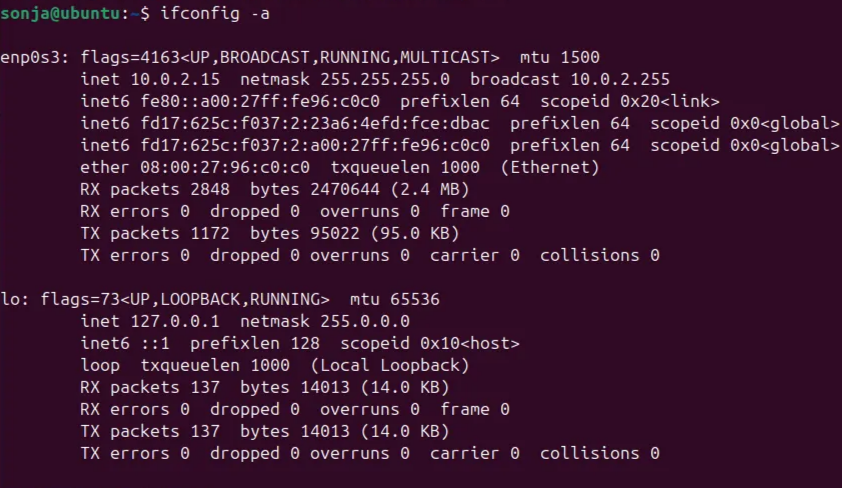 sonja@ubuntu:~$ ifconfig -a
enp0s3: flags=4163<UP,BROADCAST,RUNNING,MULTICAST>  mtu 1500
        inet 10.0.2.15  netmask 255.255.255.0  broadcast 10.0.2.255
        inet6 fe80::a00:27ff:fe96:c0c0  prefixlen 64  scopeid 0x20<link>
        inet6 fd17:625c:f037:2:23a6:4efd:fce:dbac  prefixlen 64  scopeid 0x0<global>
        inet6 fd17:625c:f037:2:a00:27ff:fe96:c0c0  prefixlen 64  scopeid 0x0<global>
        ether 08:00:27:96:c0:c0  txqueuelen 1000  (Ethernet)
        RX packets 2848  bytes 2470644 (2.4 MB)
        RX errors 0  dropped 0  overruns 0  frame 0
        TX packets 1172  bytes 95022 (95.0 KB)
        TX errors 0  dropped 0 overruns 0  carrier 0  collisions 0
lo: flags=73<UP,LOOPBACK,RUNNING>  mtu 65536
        inet 127.0.0.1  netmask 255.0.0.0
        inet6 ::1  prefixlen 128  scopeid 0x10<host>
        loop  txqueuelen 1000  (Local Loopback)
        RX packets 137  bytes 14013 (14.0 KB)
        RX errors 0  dropped 0  overruns 0  frame 0
        TX packets 137  bytes 14013 (14.0 KB)
        TX errors 0  dropped 0 overruns 0  carrier 0  collisions 0